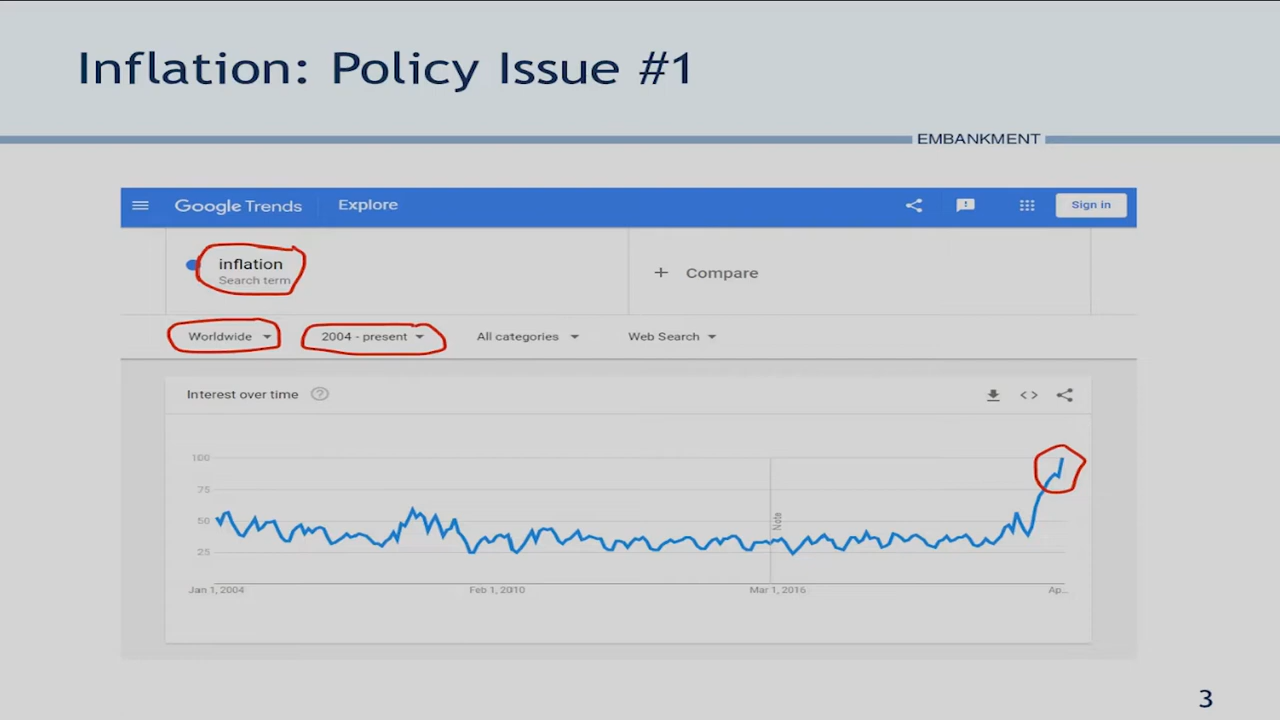 Inflation: Policy Issue #1
EMBANKMENT
Google Trends Explore Sign in
inflation
Search term
+ Compare
Worldwide 2004 - present All categories Web Search
Interest over time ?
100
75
50
25
Note
Jan 1, 2004 Feb 1, 2010 Mar 1, 2016 Ap...
3